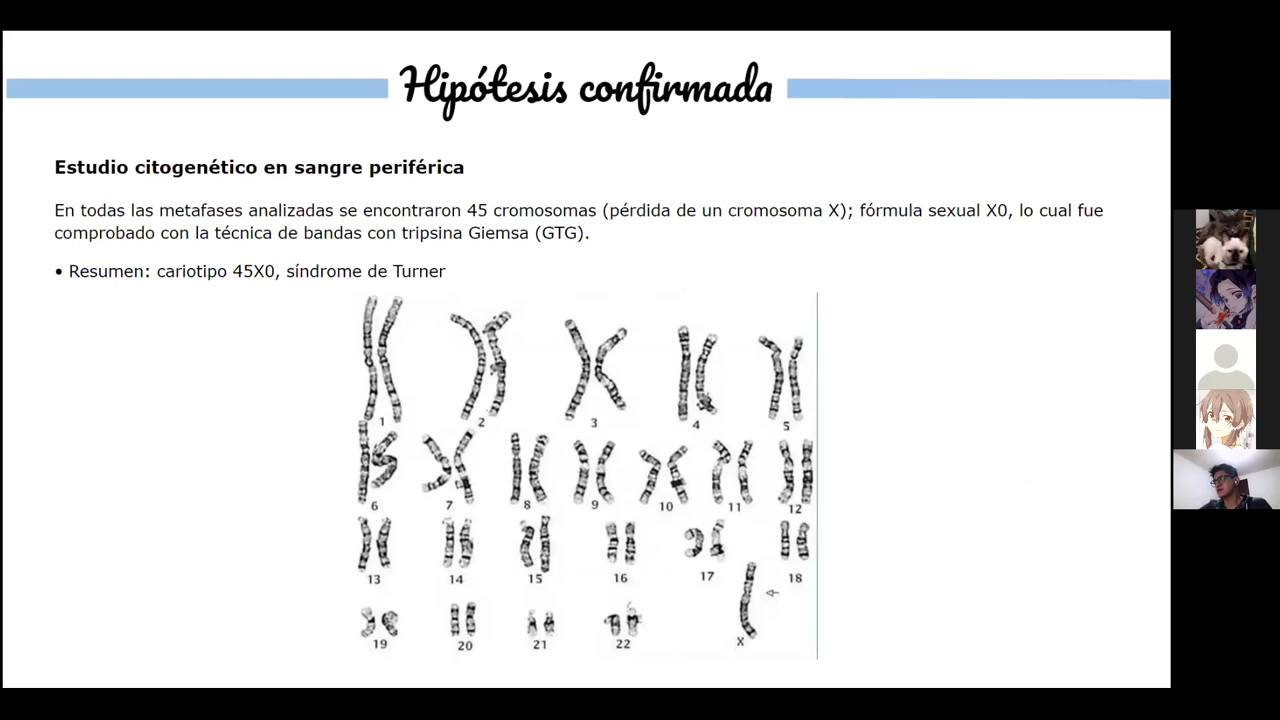 Hipótesis confirmada
Estudio citogenético en sangre periférica
En todas las metafases analizadas se encontraron 45 cromosomas (pérdida de un cromosoma X); fórmula sexual X0, lo cual fue
comprobado con la técnica de bandas con tripsina Giemsa (GTG).
• Resumen: cariotipo 45X0, síndrome de Turner
1 2 3 4 5
6 7 8 9 10 11 12
13 14 15 16 17 18
19 20 21 22 X